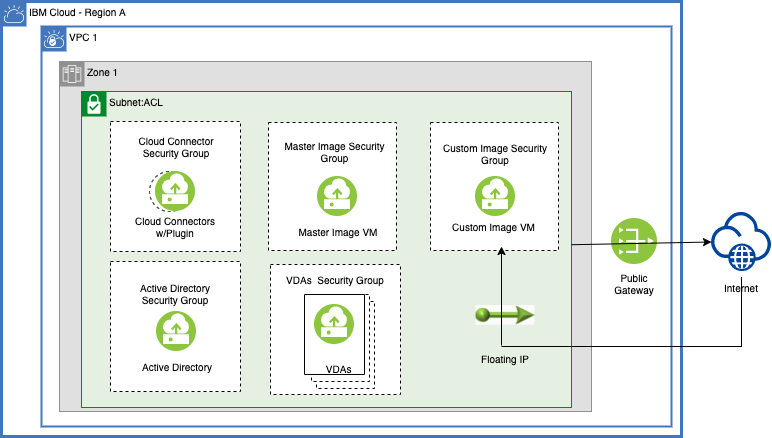 IBM Cloud - Region A
VPC 1
Zone 1
Subnet:ACL
Cloud Connector
Security Group
Cloud Connectors
w/Plugin
Master Image Security
Group
Master Image VM
Custom Image Security
Group
Custom Image VM
Active Directory
Security Group
Active Directory
VDAs Security Group
VDAs
Floating IP
Public
Gateway
Internet